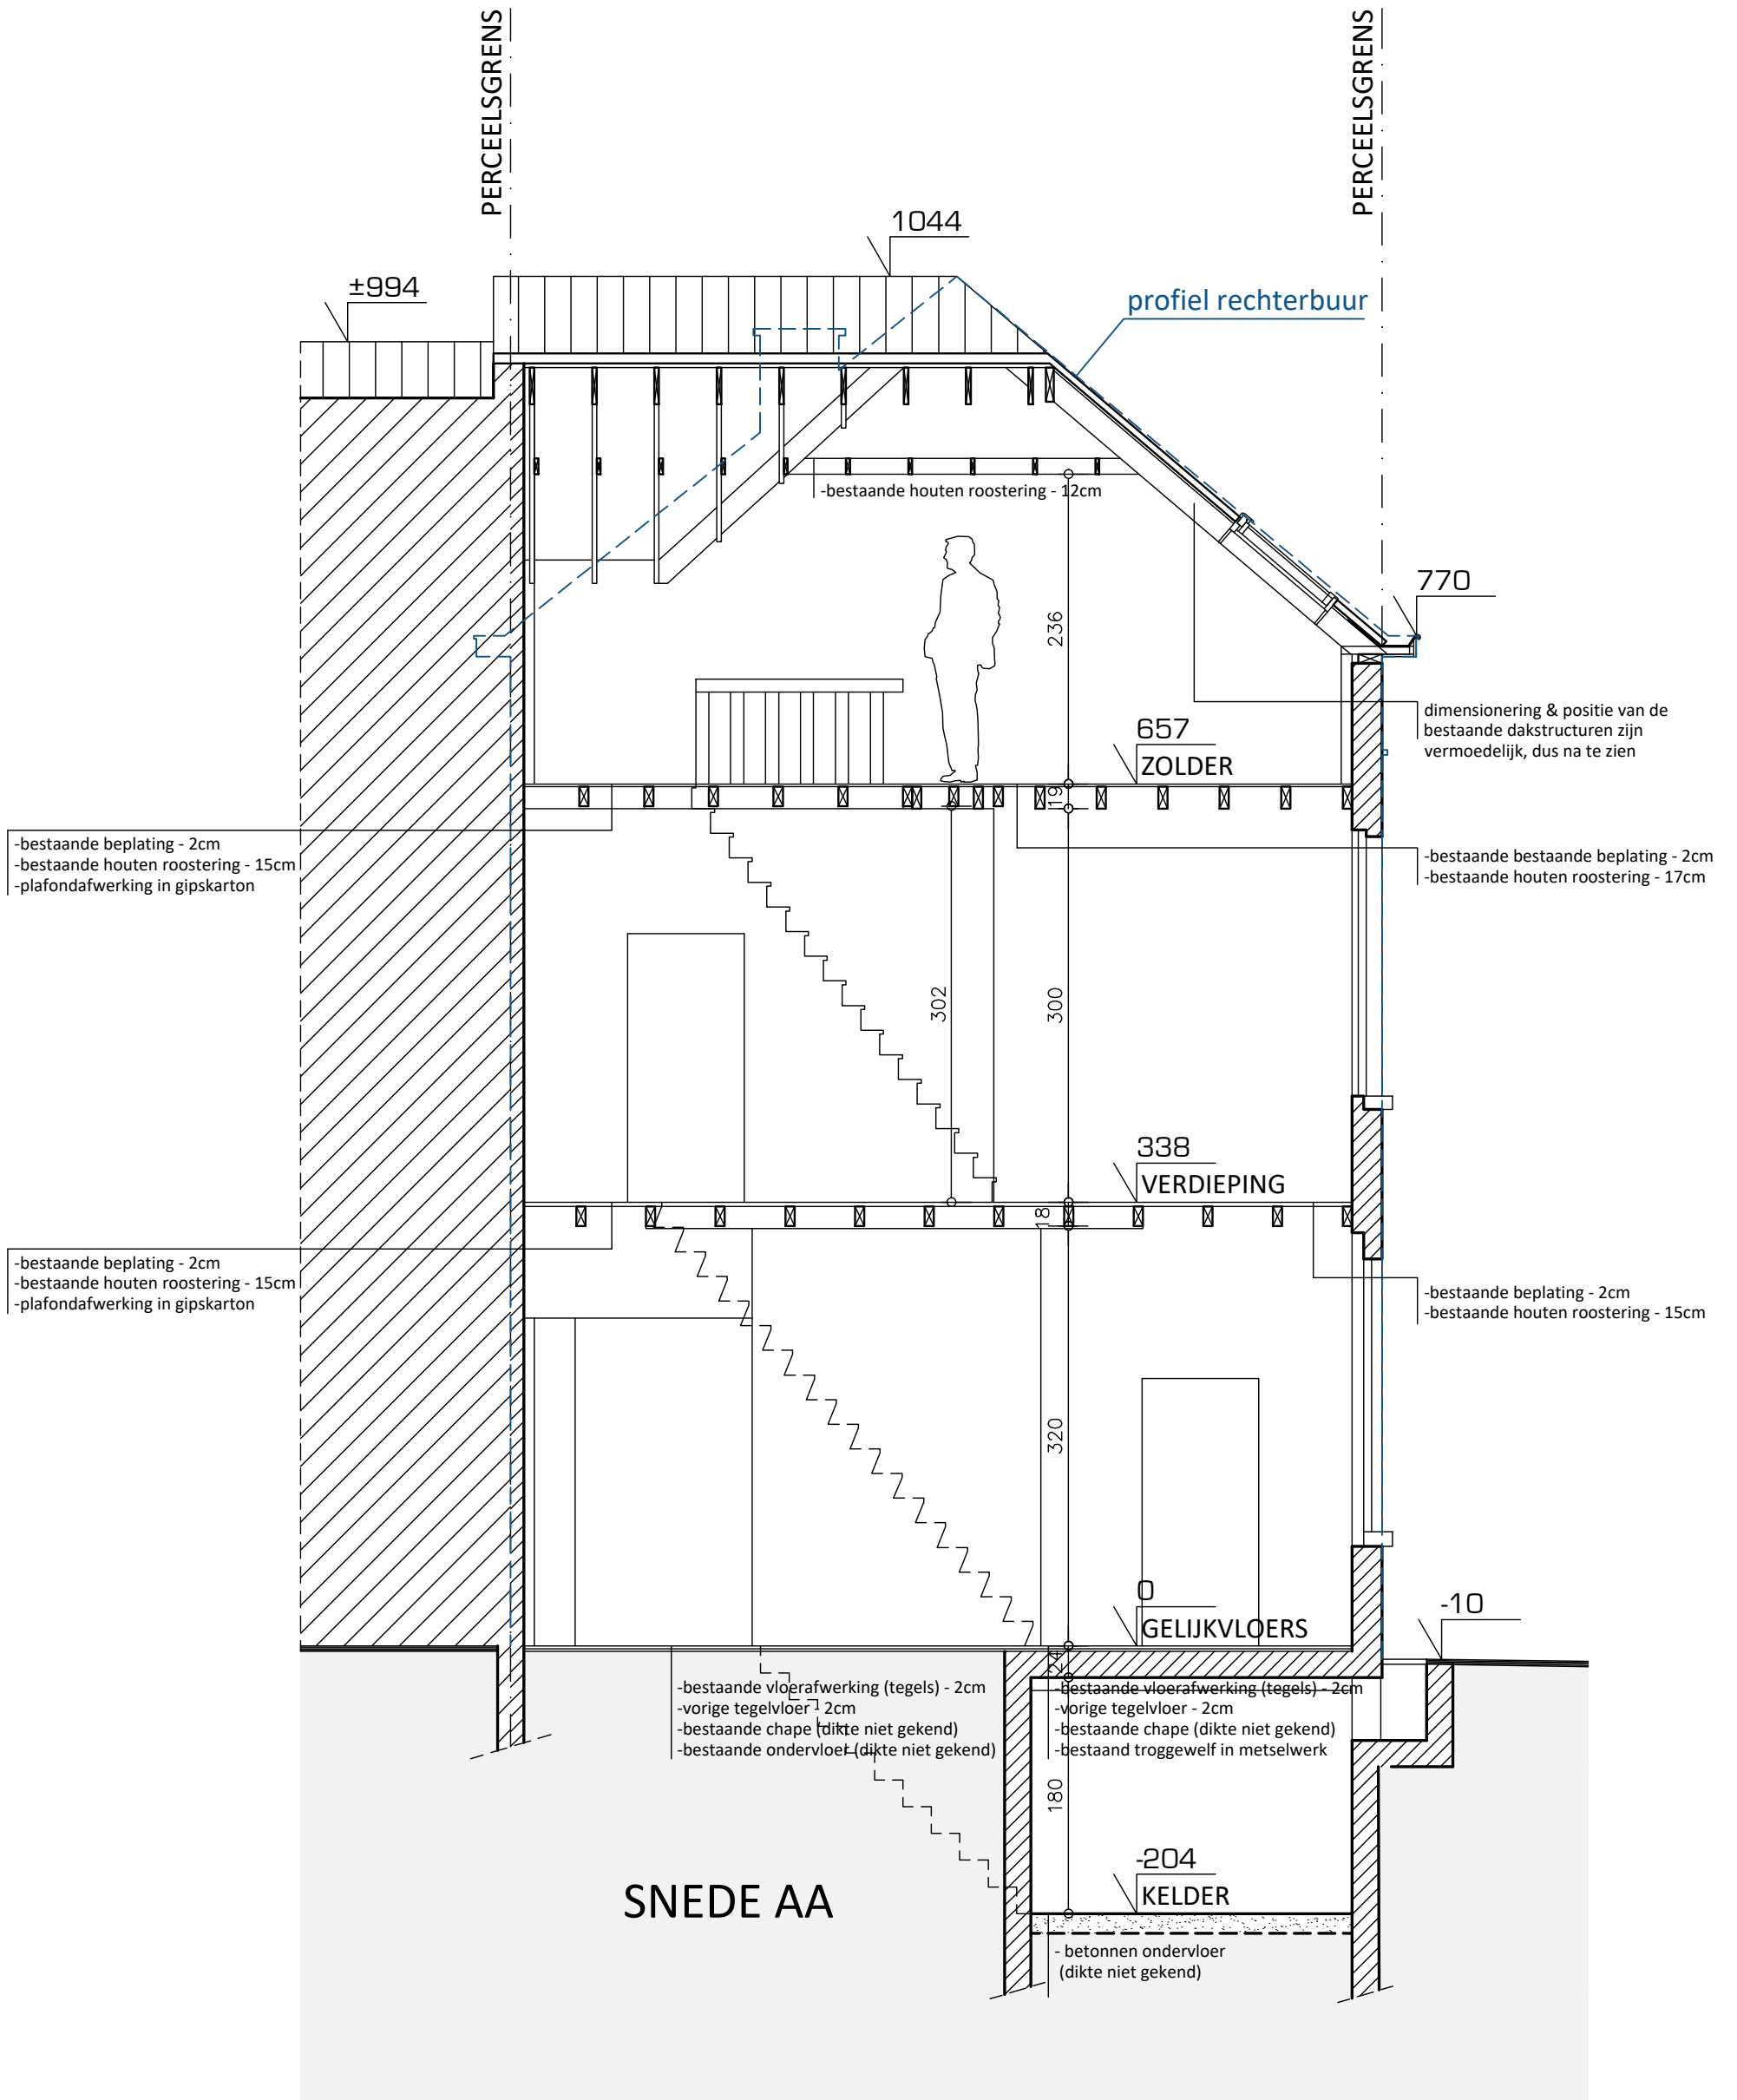 PERCEELSGRENS
PERCEELSGRENS
1044
±994
profiel rechterbuur
-bestaande houten roostering - 12cm
770
236
dimensionering & positie van de
bestaande dakstructuren zijn
vermoedelijk, dus na te zien
657
ZOLDER
19
-bestaande beplating - 2cm
-bestaande houten roostering - 15cm
-plafondafwerking in gipskarton
-bestaande bestaande beplating - 2cm
-bestaande houten roostering - 17cm
302
300
338
VERDIEPING
18
-bestaande beplating - 2cm
-bestaande houten roostering - 15cm
-plafondafwerking in gipskarton
-bestaande beplating - 2cm
-bestaande houten roostering - 15cm
320
0
GELIJKVLOERS
-10
24
-bestaande vloerafwerking (tegels) - 2cm
-vorige tegelvloer - 2cm
-bestaande chape (dikte niet gekend)
-bestaande ondervloer (dikte niet gekend)
-bestaande vloerafwerking (tegels) - 2cm
-vorige tegelvloer - 2cm
-bestaande chape (dikte niet gekend)
-bestaand troggewelf in metselwerk
180
-204
KELDER
SNEDE AA
- betonnen ondervloer
(dikte niet gekend)